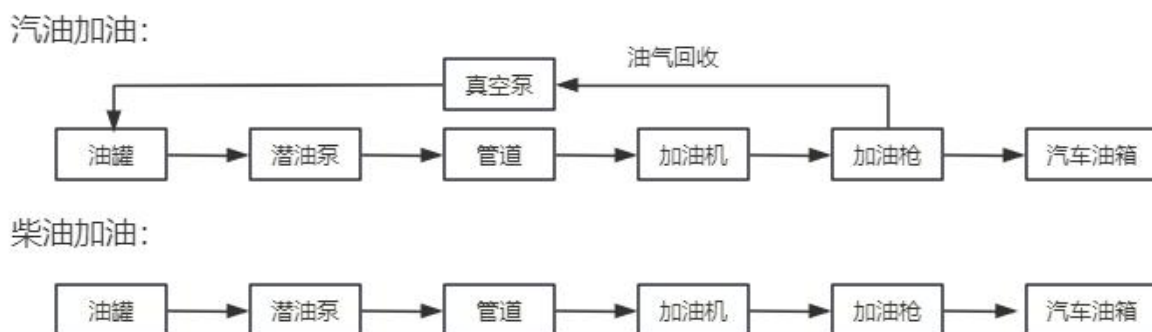 汽油加油：
油气回收
真空泵
油罐 潜油泵 管道 加油机 加油枪 汽车油箱
柴油加油：
油罐 潜油泵 管道 加油机 加油枪 汽车油箱